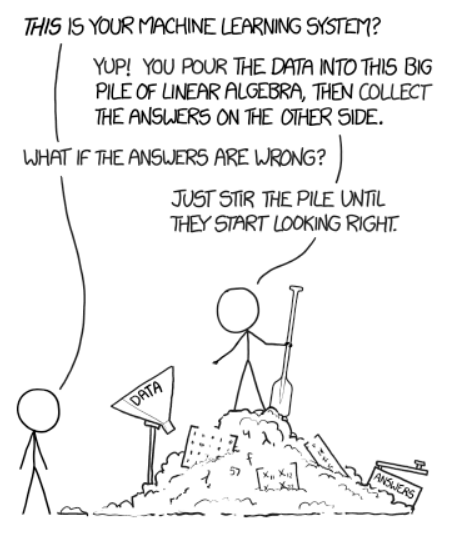 THIS IS YOUR MACHINE LEARNING SYSTEM?
YUP! YOU POUR THE DATA INTO THIS BIG
PILE OF LINEAR ALGEBRA, THEN COLLECT
THE ANSWERS ON THE OTHER SIDE.
WHAT IF THE ANSWERS ARE WRONG?
JUST STIR THE PILE UNTIL
THEY START LOOKING RIGHT.
DATA
4 λ
ANSWERS